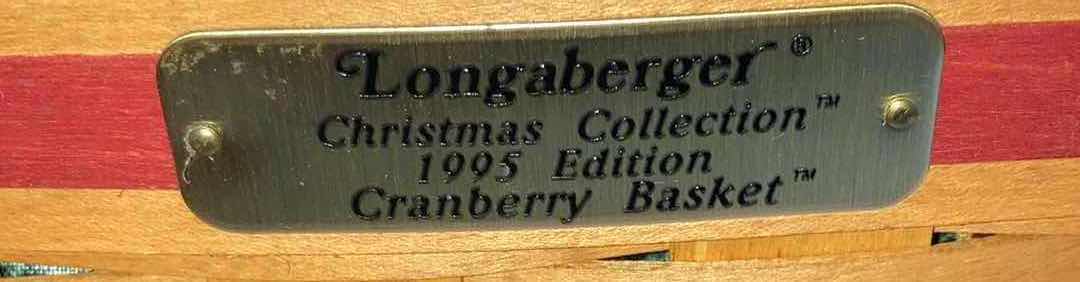 Longaberger®
Christmas Collection™
1995 Edition
Cranberry Basket™